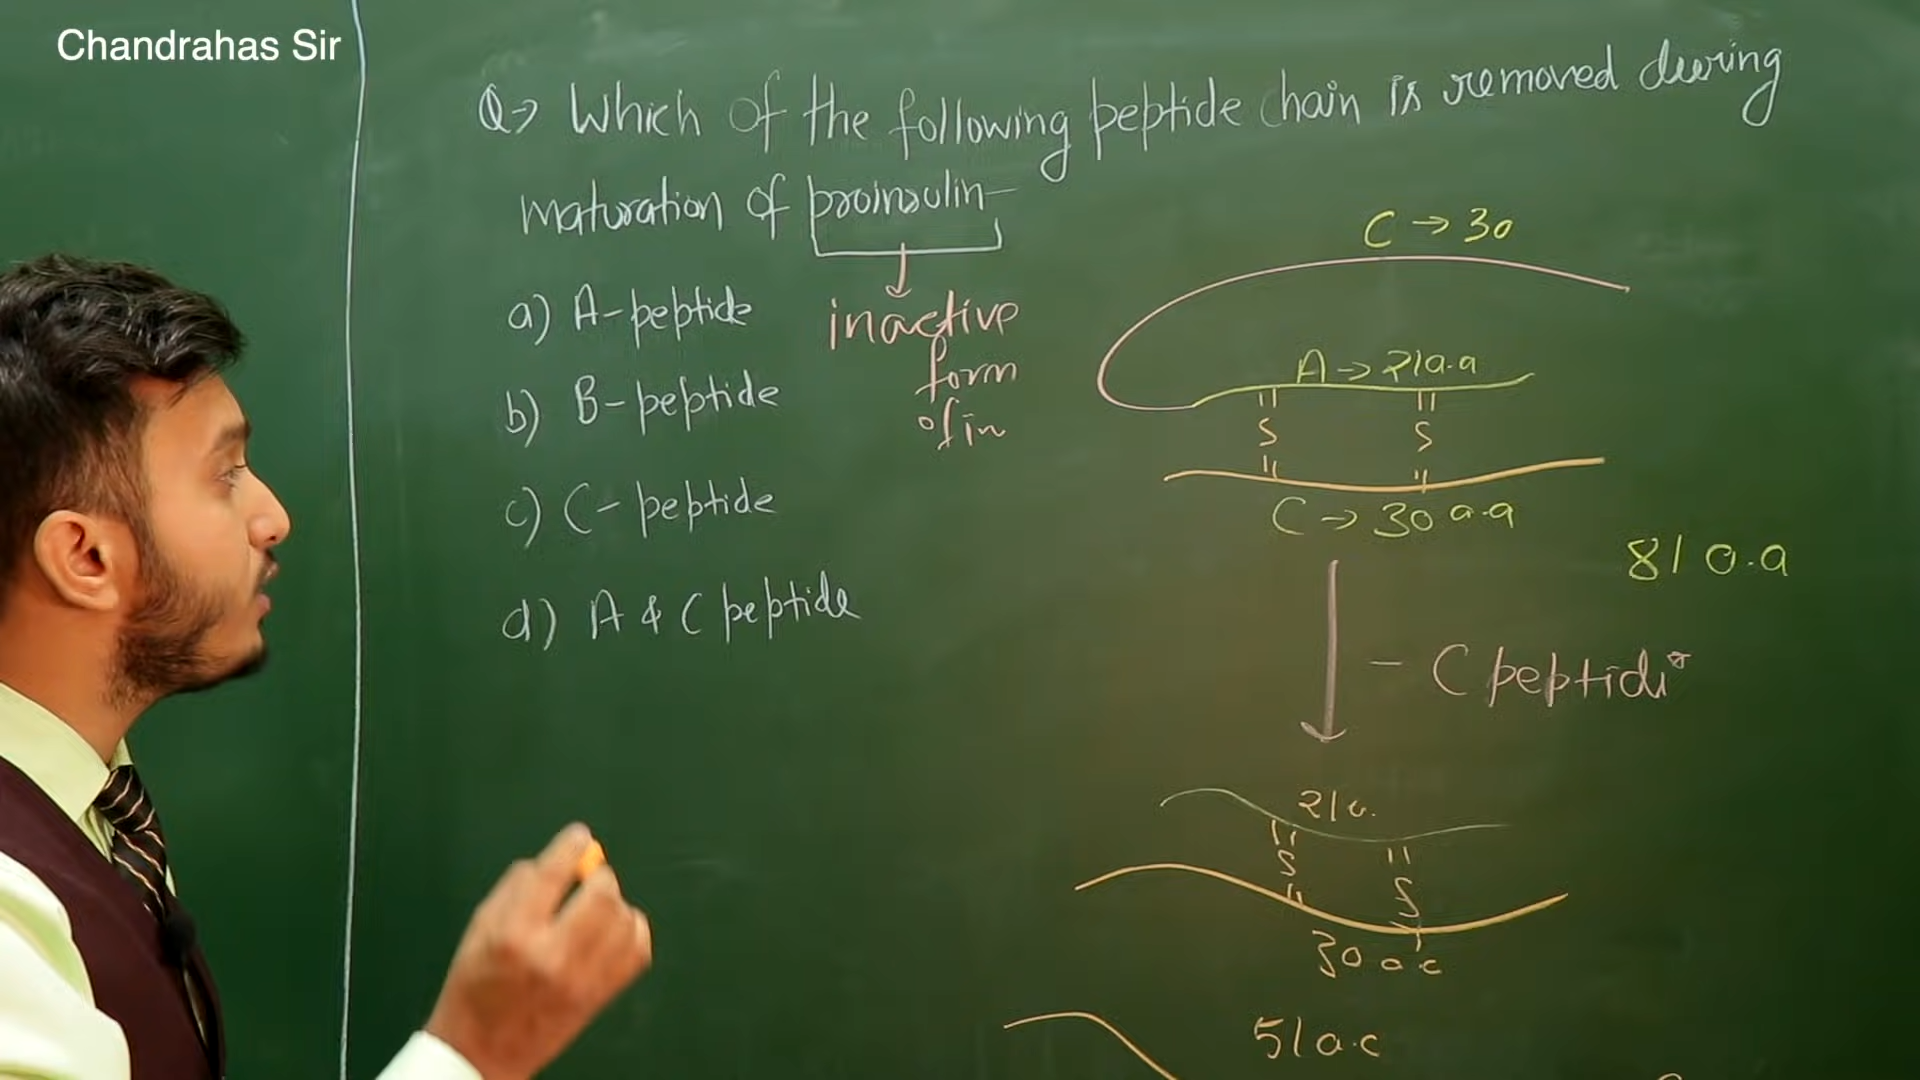 Chandrahas Sir
Q→ Which of the following peptide chain is removed during
maturation of proinsulin-
a) A-peptide
b) B-peptide
c) C-peptide
d) A & C peptide
inactive
form
of in
C → 30
A → 21 a.a
S S
C → 30 a.a
81 a.a
- C peptide
21 a.
S S
30 a c
51 a.c